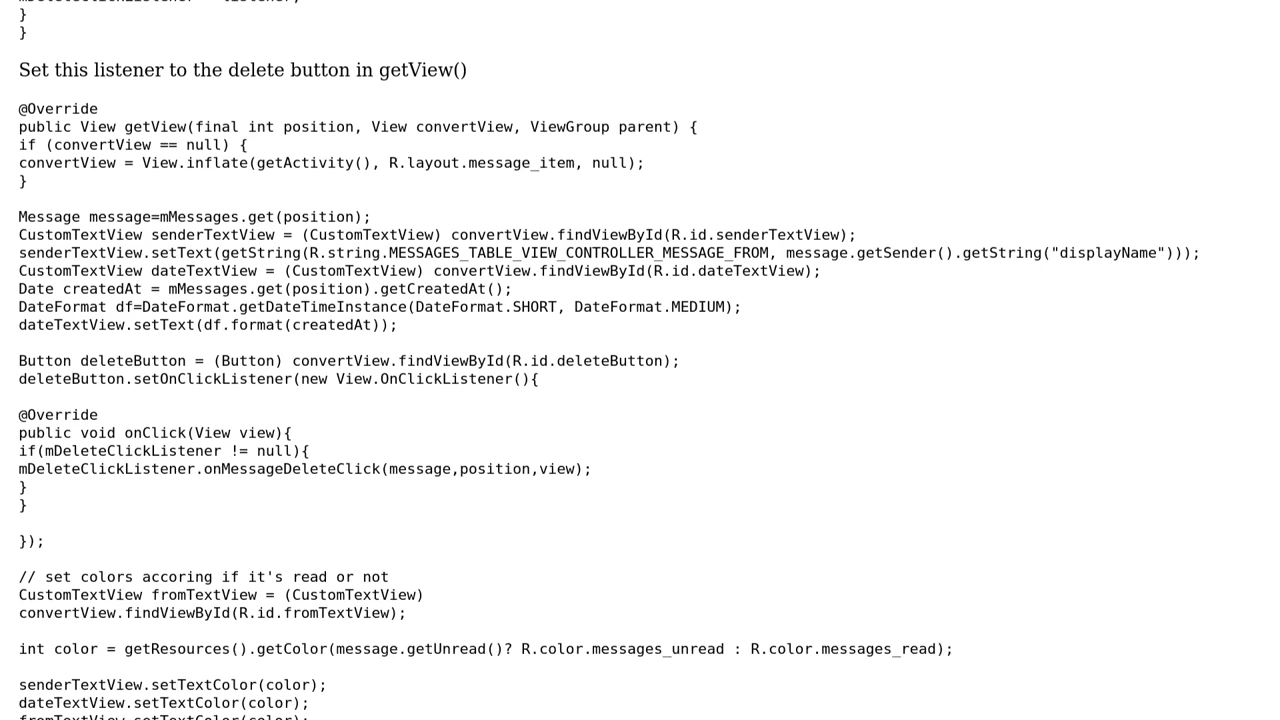 }
}
Set this listener to the delete button in getView()
@Override
public View getView(final int position, View convertView, ViewGroup parent) {
if (convertView == null) {
convertView = View.inflate(getActivity(), R.layout.message_item, null);
}
Message message=mMessages.get(position);
CustomTextView senderTextView = (CustomTextView) convertView.findViewById(R.id.senderTextView);
senderTextView.setText(getString(R.string.MESSAGES_TABLE_VIEW_CONTROLLER_MESSAGE_FROM, message.getSender().getString("displayName")));
CustomTextView dateTextView = (CustomTextView) convertView.findViewById(R.id.dateTextView);
Date createdAt = mMessages.get(position).getCreatedAt();
DateFormat df=DateFormat.getDateTimeInstance(DateFormat.SHORT, DateFormat.MEDIUM);
dateTextView.setText(df.format(createdAt));
Button deleteButton = (Button) convertView.findViewById(R.id.deleteButton);
deleteButton.setOnClickListener(new View.OnClickListener(){
@Override
public void onClick(View view){
if(mDeleteClickListener != null){
mDeleteClickListener.onMessageDeleteClick(message,position,view);
}
}
});
// set colors accoring if it's read or not
CustomTextView fromTextView = (CustomTextView)
convertView.findViewById(R.id.fromTextView);
int color = getResources().getColor(message.getUnread()? R.color.messages_unread : R.color.messages_read);
senderTextView.setTextColor(color);
dateTextView.setTextColor(color);